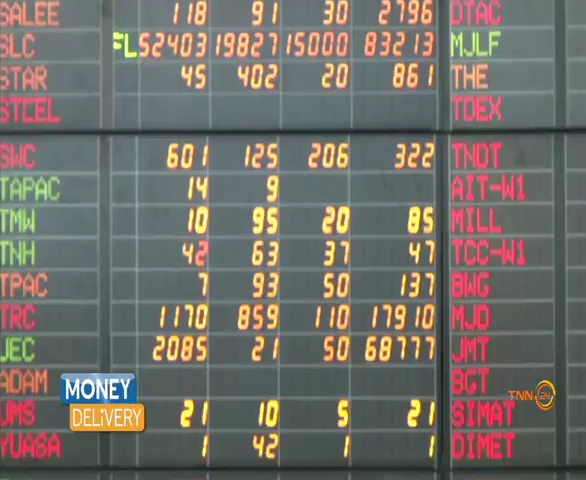 SALEE 118 91 30 2796 DTAC
SLC FL 52403 19827 15000 83213 MJLF
STAR 45 402 20 861 THE
STEEL TDEX
SWC 601 125 206 322 TNDT
TAPAC 14 9 AIT-W1
TMW 10 95 20 85 MILL
TNH 42 63 37 47 TCC-W1
TPAC 7 93 50 137 BWG
TRC 1170 859 110 17910 MJD
UEC 2085 21 50 68777 JMT
ADAM BGT
UMS 21 10 5 21 SIMAT
YUASA 1 42 1 1 DIMET
MONEY
DELiVERY
TNN 24